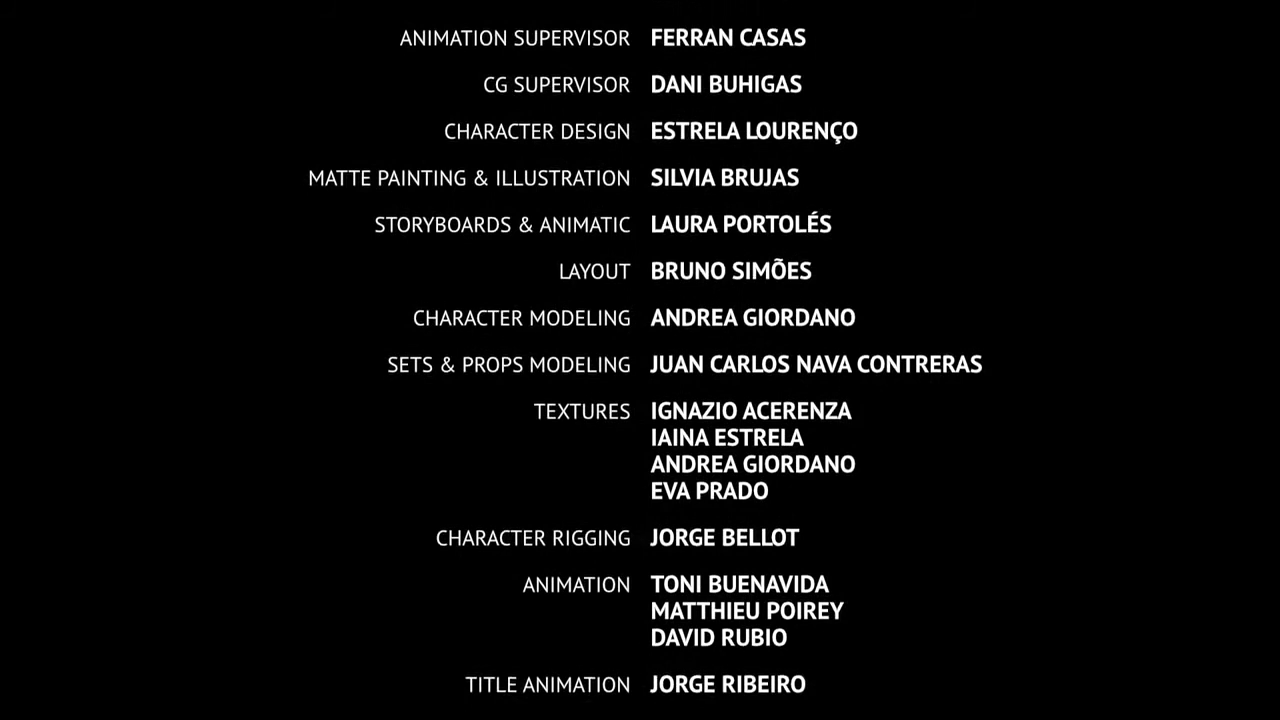 ANIMATION SUPERVISOR FERRAN CASAS
CG SUPERVISOR DANI BUHIGAS
CHARACTER DESIGN ESTRELA LOURENÇO
MATTE PAINTING & ILLUSTRATION SILVIA BRUJAS
STORYBOARDS & ANIMATIC LAURA PORTOLÉS
LAYOUT BRUNO SIMÕES
CHARACTER MODELING ANDREA GIORDANO
SETS & PROPS MODELING JUAN CARLOS NAVA CONTRERAS
TEXTURES IGNAZIO ACERENZA
IAINA ESTRELA
ANDREA GIORDANO
EVA PRADO
CHARACTER RIGGING JORGE BELLOT
ANIMATION TONI BUENAVIDA
MATTHIEU POIREY
DAVID RUBIO
TITLE ANIMATION JORGE RIBEIRO